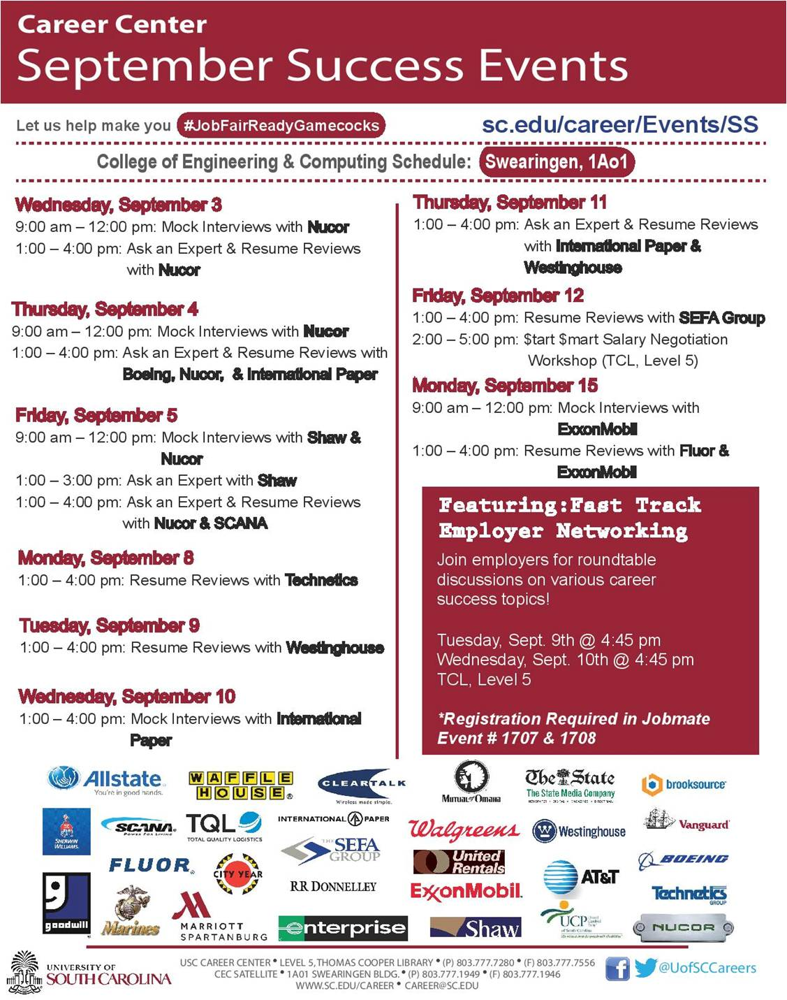 Career Center
September Success Events
Let us help make you #JobFairReadyGamecocks
sc.edu/career/Events/SS
College of Engineering & Computing Schedule: Swearingen, 1Ao1
Wednesday, September 3
9:00 am – 12:00 pm: Mock Interviews with Nucor
1:00 – 4:00 pm: Ask an Expert & Resume Reviews
with Nucor
Thursday, September 4
9:00 am – 12:00 pm: Mock Interviews with Nucor
1:00 – 4:00 pm: Ask an Expert & Resume Reviews with
Boeing, Nucor, & International Paper
Friday, September 5
9:00 am – 12:00 pm: Mock Interviews with Shaw &
Nucor
1:00 – 3:00 pm: Ask an Expert with Shaw
1:00 – 4:00 pm: Ask an Expert & Resume Reviews
with Nucor & SCANA
Monday, September 8
1:00 – 4:00 pm: Resume Reviews with Technetics
Tuesday, September 9
1:00 – 4:00 pm: Resume Reviews with Westinghouse
Wednesday, September 10
1:00 – 4:00 pm: Mock Interviews with International
Paper
Thursday, September 11
1:00 – 4:00 pm: Ask an Expert & Resume Reviews
with International Paper &
Westinghouse
Friday, September 12
1:00 – 4:00 pm: Resume Reviews with SEFA Group
2:00 – 5:00 pm: $tart $mart Salary Negotiation
Workshop (TCL, Level 5)
Monday, September 15
9:00 am – 12:00 pm: Mock Interviews with
ExxonMobil
1:00 – 4:00 pm: Resume Reviews with Fluor &
ExxonMobil
Featuring:Fast Track
Employer Networking
Join employers for roundtable
discussions on various career
success topics!
Tuesday, Sept. 9th @ 4:45 pm
Wednesday, Sept. 10th @ 4:45 pm
TCL, Level 5
*Registration Required in Jobmate
Event # 1707 & 1708
Allstate
You're in good hands.
WAFFLE
HOUSE®
CLEARTALK
Wireless made simple.
MUTUAL of OMAHA
The State
The State Media Company
brooksource
SHERWIN
WILLIAMS.
SCANA.
POWER FOR LIVING
TQL
TOTAL QUALITY LOGISTICS
INTERNATIONAL PAPER
THE SEFA
GROUP
Walgreens
Westinghouse
Vanguard
FLUOR®
CITY YEAR
United
Rentals
AT&T
BOEING
RR DONNELLEY
ExxonMobil
Technetics
GROUP
goodwill
Marines
MARRIOTT
SPARTANBURG
enterprise
Shaw
UCP United Cerebral Palsy
of South Carolina
NUCOR
UNIVERSITY OF
SOUTH CAROLINA
USC CAREER CENTER • LEVEL 5, THOMAS COOPER LIBRARY • (P) 803.777.7280 • (F) 803.777.7556
CEC SATELLITE • 1A01 SWEARINGEN BLDG. • (P) 803.777.1949 • (F) 803.777.1946
WWW.SC.EDU/CAREER • CAREER@SC.EDU
f
@UofSCCareers